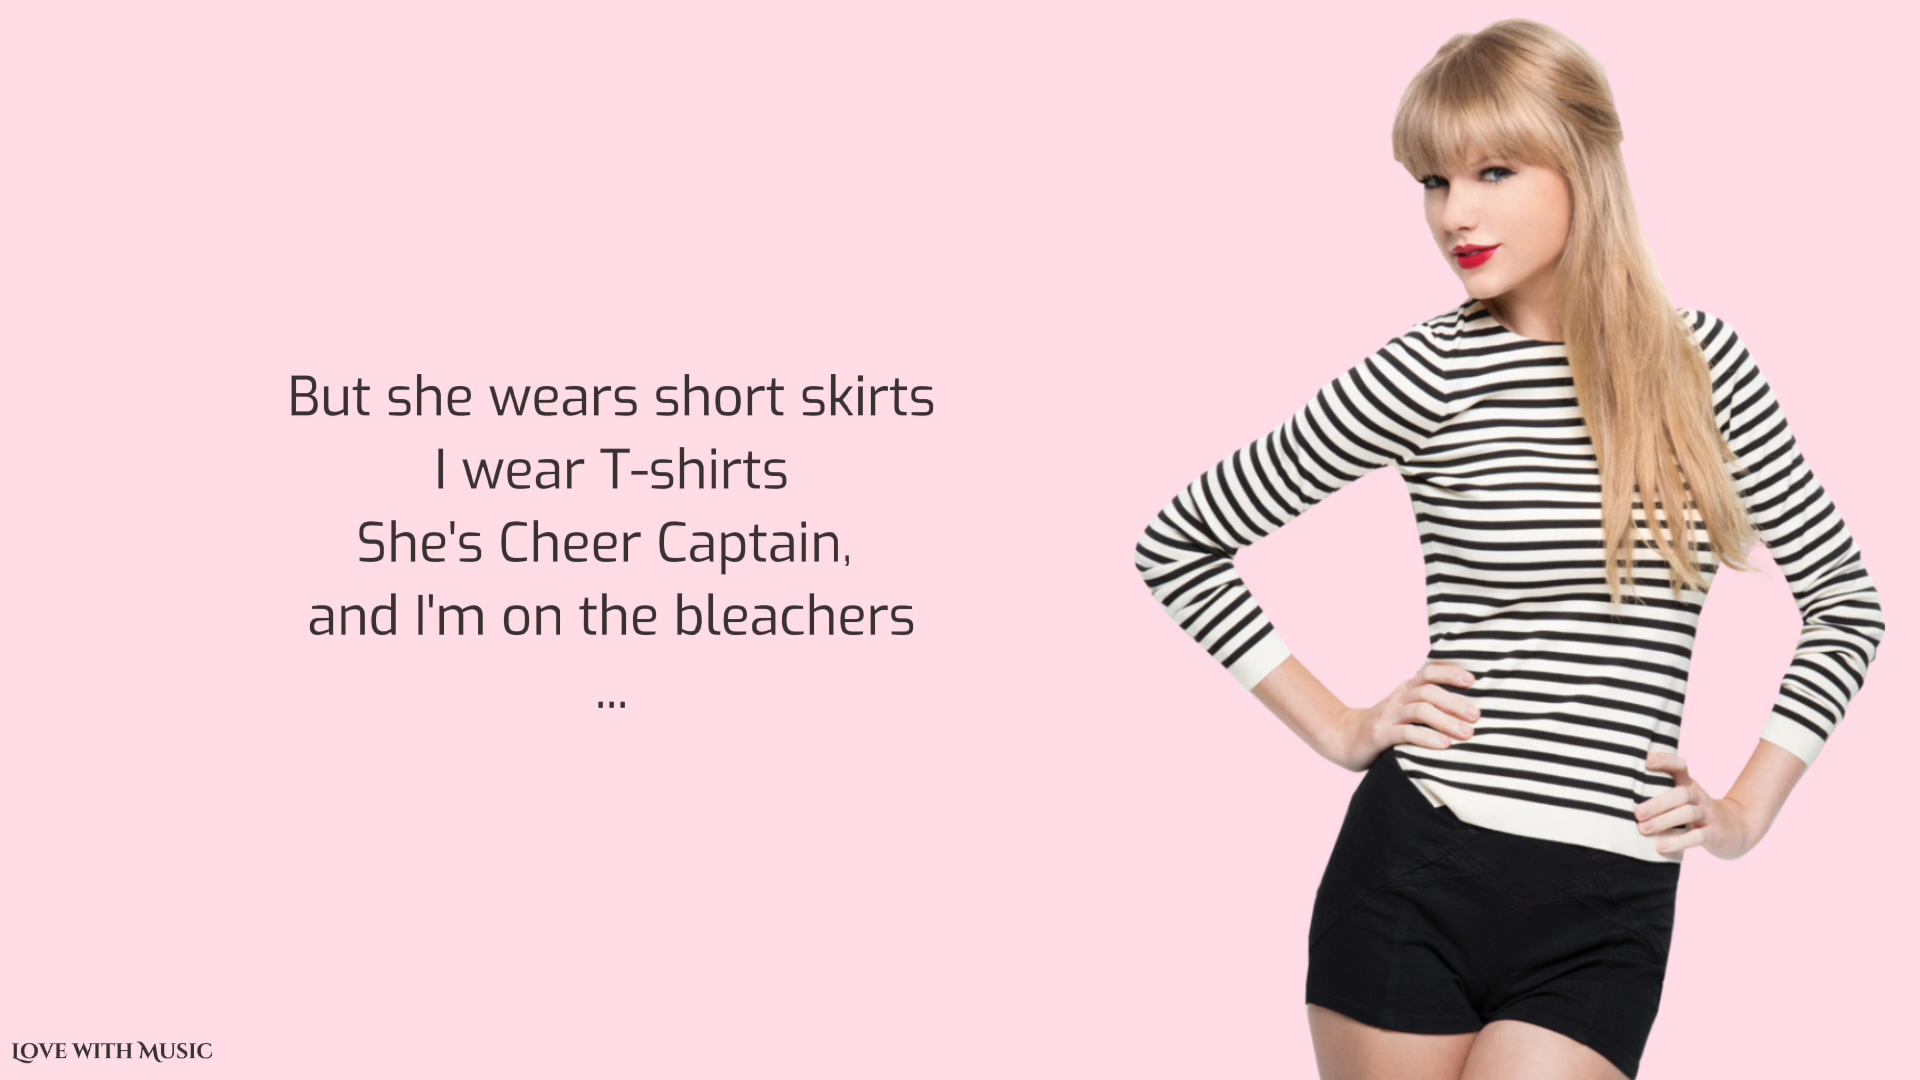 But she wears short skirts
I wear T-shirts
She's Cheer Captain,
and I'm on the bleachers
...
Love with Music